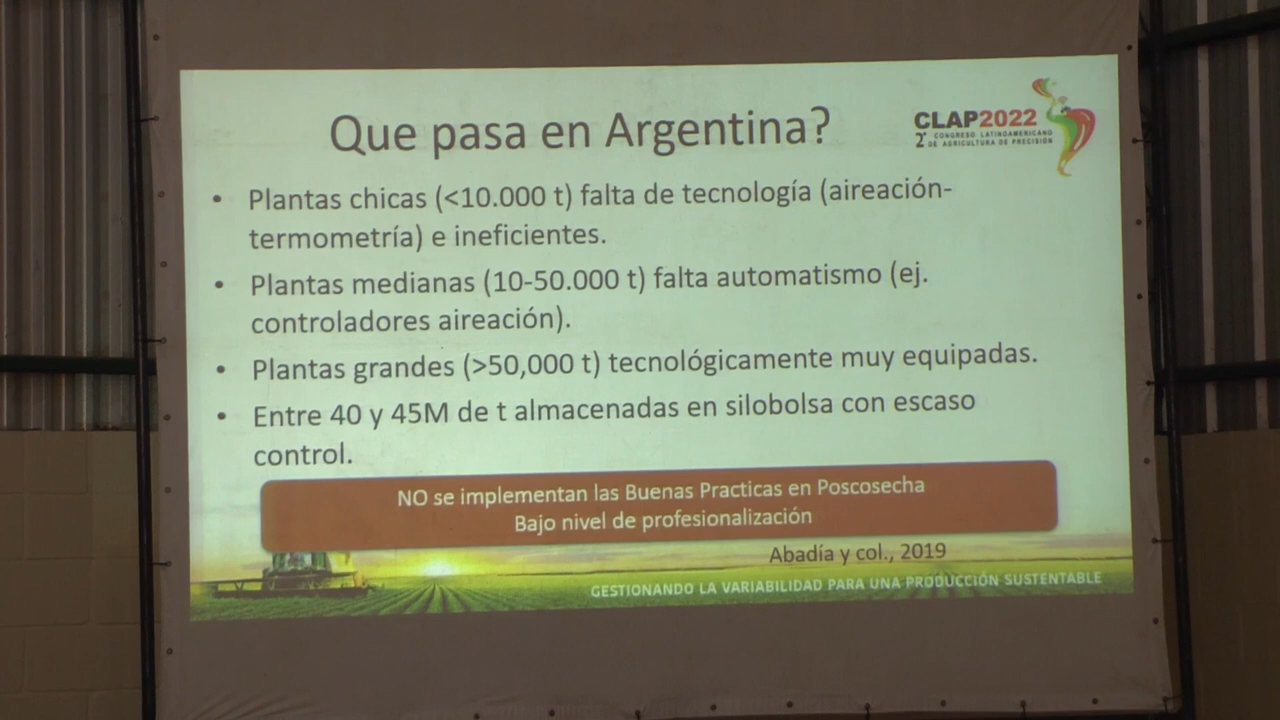 Que pasa en Argentina?
CLAP2022
2º CONGRESO LATINOAMERICANO
DE AGRICULTURA DE PRECISIÓN
• Plantas chicas (<10.000 t) falta de tecnología (aireación-
termometría) e ineficientes.
• Plantas medianas (10-50.000 t) falta automatismo (ej.
controladores aireación).
• Plantas grandes (>50,000 t) tecnológicamente muy equipadas.
• Entre 40 y 45M de t almacenadas en silobolsa con escaso
control.
NO se implementan las Buenas Practicas en Poscosecha
Bajo nivel de profesionalización
Abadía y col., 2019
GESTIONANDO LA VARIABILIDAD PARA UNA PRODUCCIÓN SUSTENTABLE